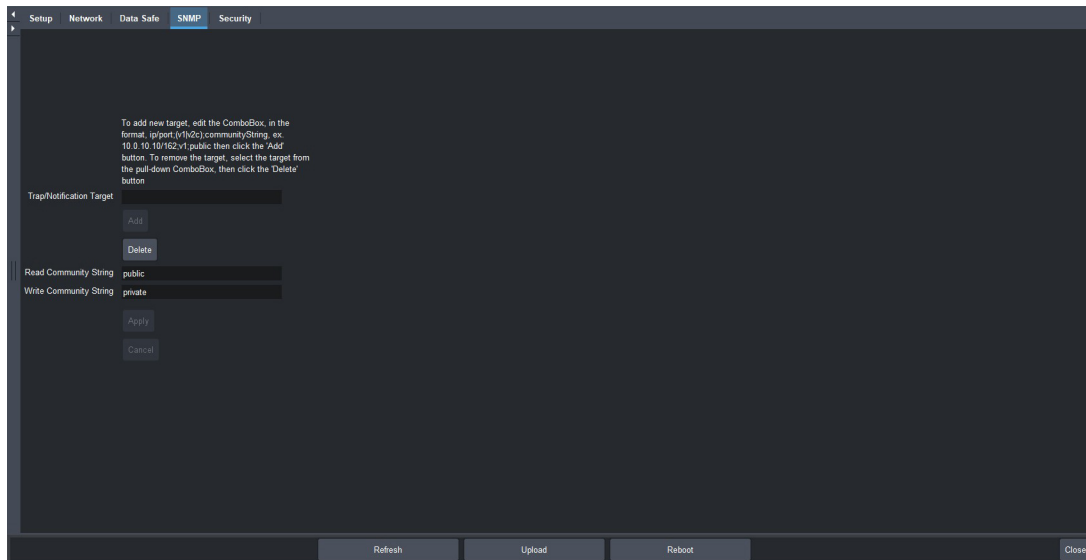 Setup Network Data Safe SNMP Security
To add new target, edit the ComboBox, in the
format, ip/port;(v1|v2c);communityString, ex.
10.0.10.10/162;v1;public then click the 'Add'
button. To remove the target, select the target from
the pull-down ComboBox, then click the 'Delete'
button
Trap/Notification Target
Add
Delete
Read Community String public
Write Community String private
Apply
Cancel
Refresh Upload Reboot Close